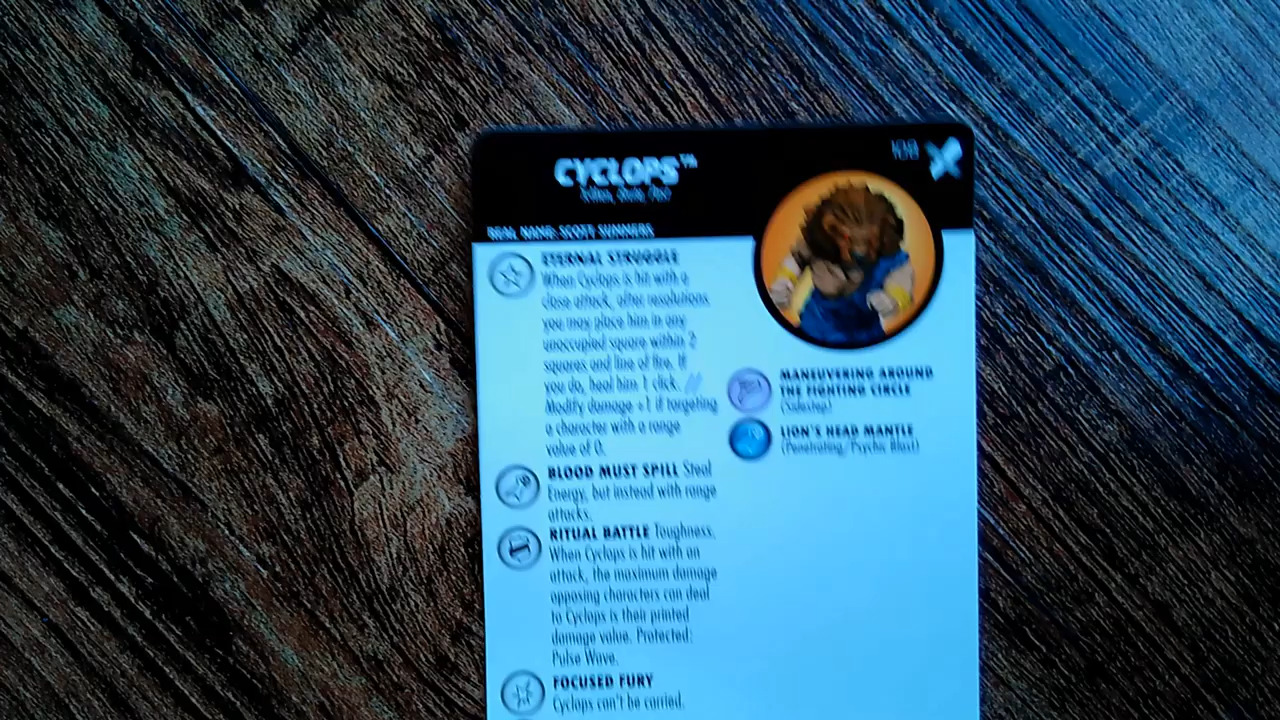 CYCLOPS™
108
REAL NAME: SCOTT SUMMERS
ETERNAL STRUGGLE
When Cyclops is hit with a
close attack, after resolutions
you may place him in any
unoccupied square within 2
squares and line of fire. If
you do, heal him 1 click. //
Modify damage +1 if targeting
a character with a range
value of 0.
BLOOD MUST SPILL Steal
Energy, but instead with range
attacks.
RITUAL BATTLE Toughness.
When Cyclops is hit with an
attack, the maximum damage
opposing characters can deal
to Cyclops is their printed
damage value. Protected:
Pulse Wave.
FOCUSED FURY
Cyclops can't be carried.
MANEUVERING AROUND
THE FIGHTING CIRCLE
(Sidestep)
LION'S HEAD MANTLE
(Penetrating/Psychic Blast)